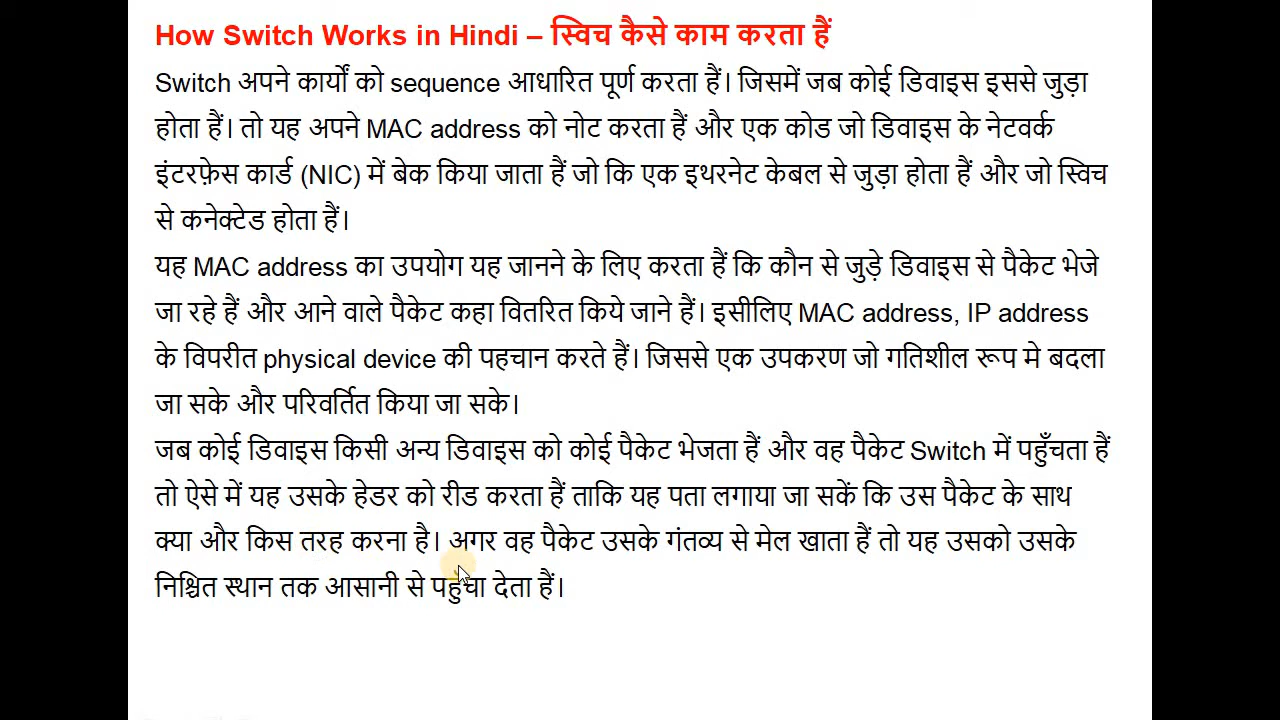 How Switch Works in Hindi – स्विच कैसे काम करता हैं
Switch अपने कार्यों को sequence आधारित पूर्ण करता हैं। जिसमें जब कोई डिवाइस इससे जुड़ा
होता हैं। तो यह अपने MAC address को नोट करता हैं और एक कोड जो डिवाइस के नेटवर्क
इंटरफ़ेस कार्ड (NIC) में बेक किया जाता हैं जो कि एक इथरनेट केबल से जुड़ा होता हैं और जो स्विच
से कनेक्टेड होता हैं।
यह MAC address का उपयोग यह जानने के लिए करता हैं कि कौन से जुड़े डिवाइस से पैकेट भेजे
जा रहे हैं और आने वाले पैकेट कहा वितरित किये जाने हैं। इसीलिए MAC address, IP address
के विपरीत physical device की पहचान करते हैं। जिससे एक उपकरण जो गतिशील रूप मे बदला
जा सके और परिवर्तित किया जा सके।
जब कोई डिवाइस किसी अन्य डिवाइस को कोई पैकेट भेजता हैं और वह पैकेट Switch में पहुँचता हैं
तो ऐसे में यह उसके हेडर को रीड करता हैं ताकि यह पता लगाया जा सकें कि उस पैकेट के साथ
क्या और किस तरह करना है। अगर वह पैकेट उसके गंतव्य से मेल खाता हैं तो यह उसको उसके
निश्चित स्थान तक आसानी से पहुंचा देता हैं।